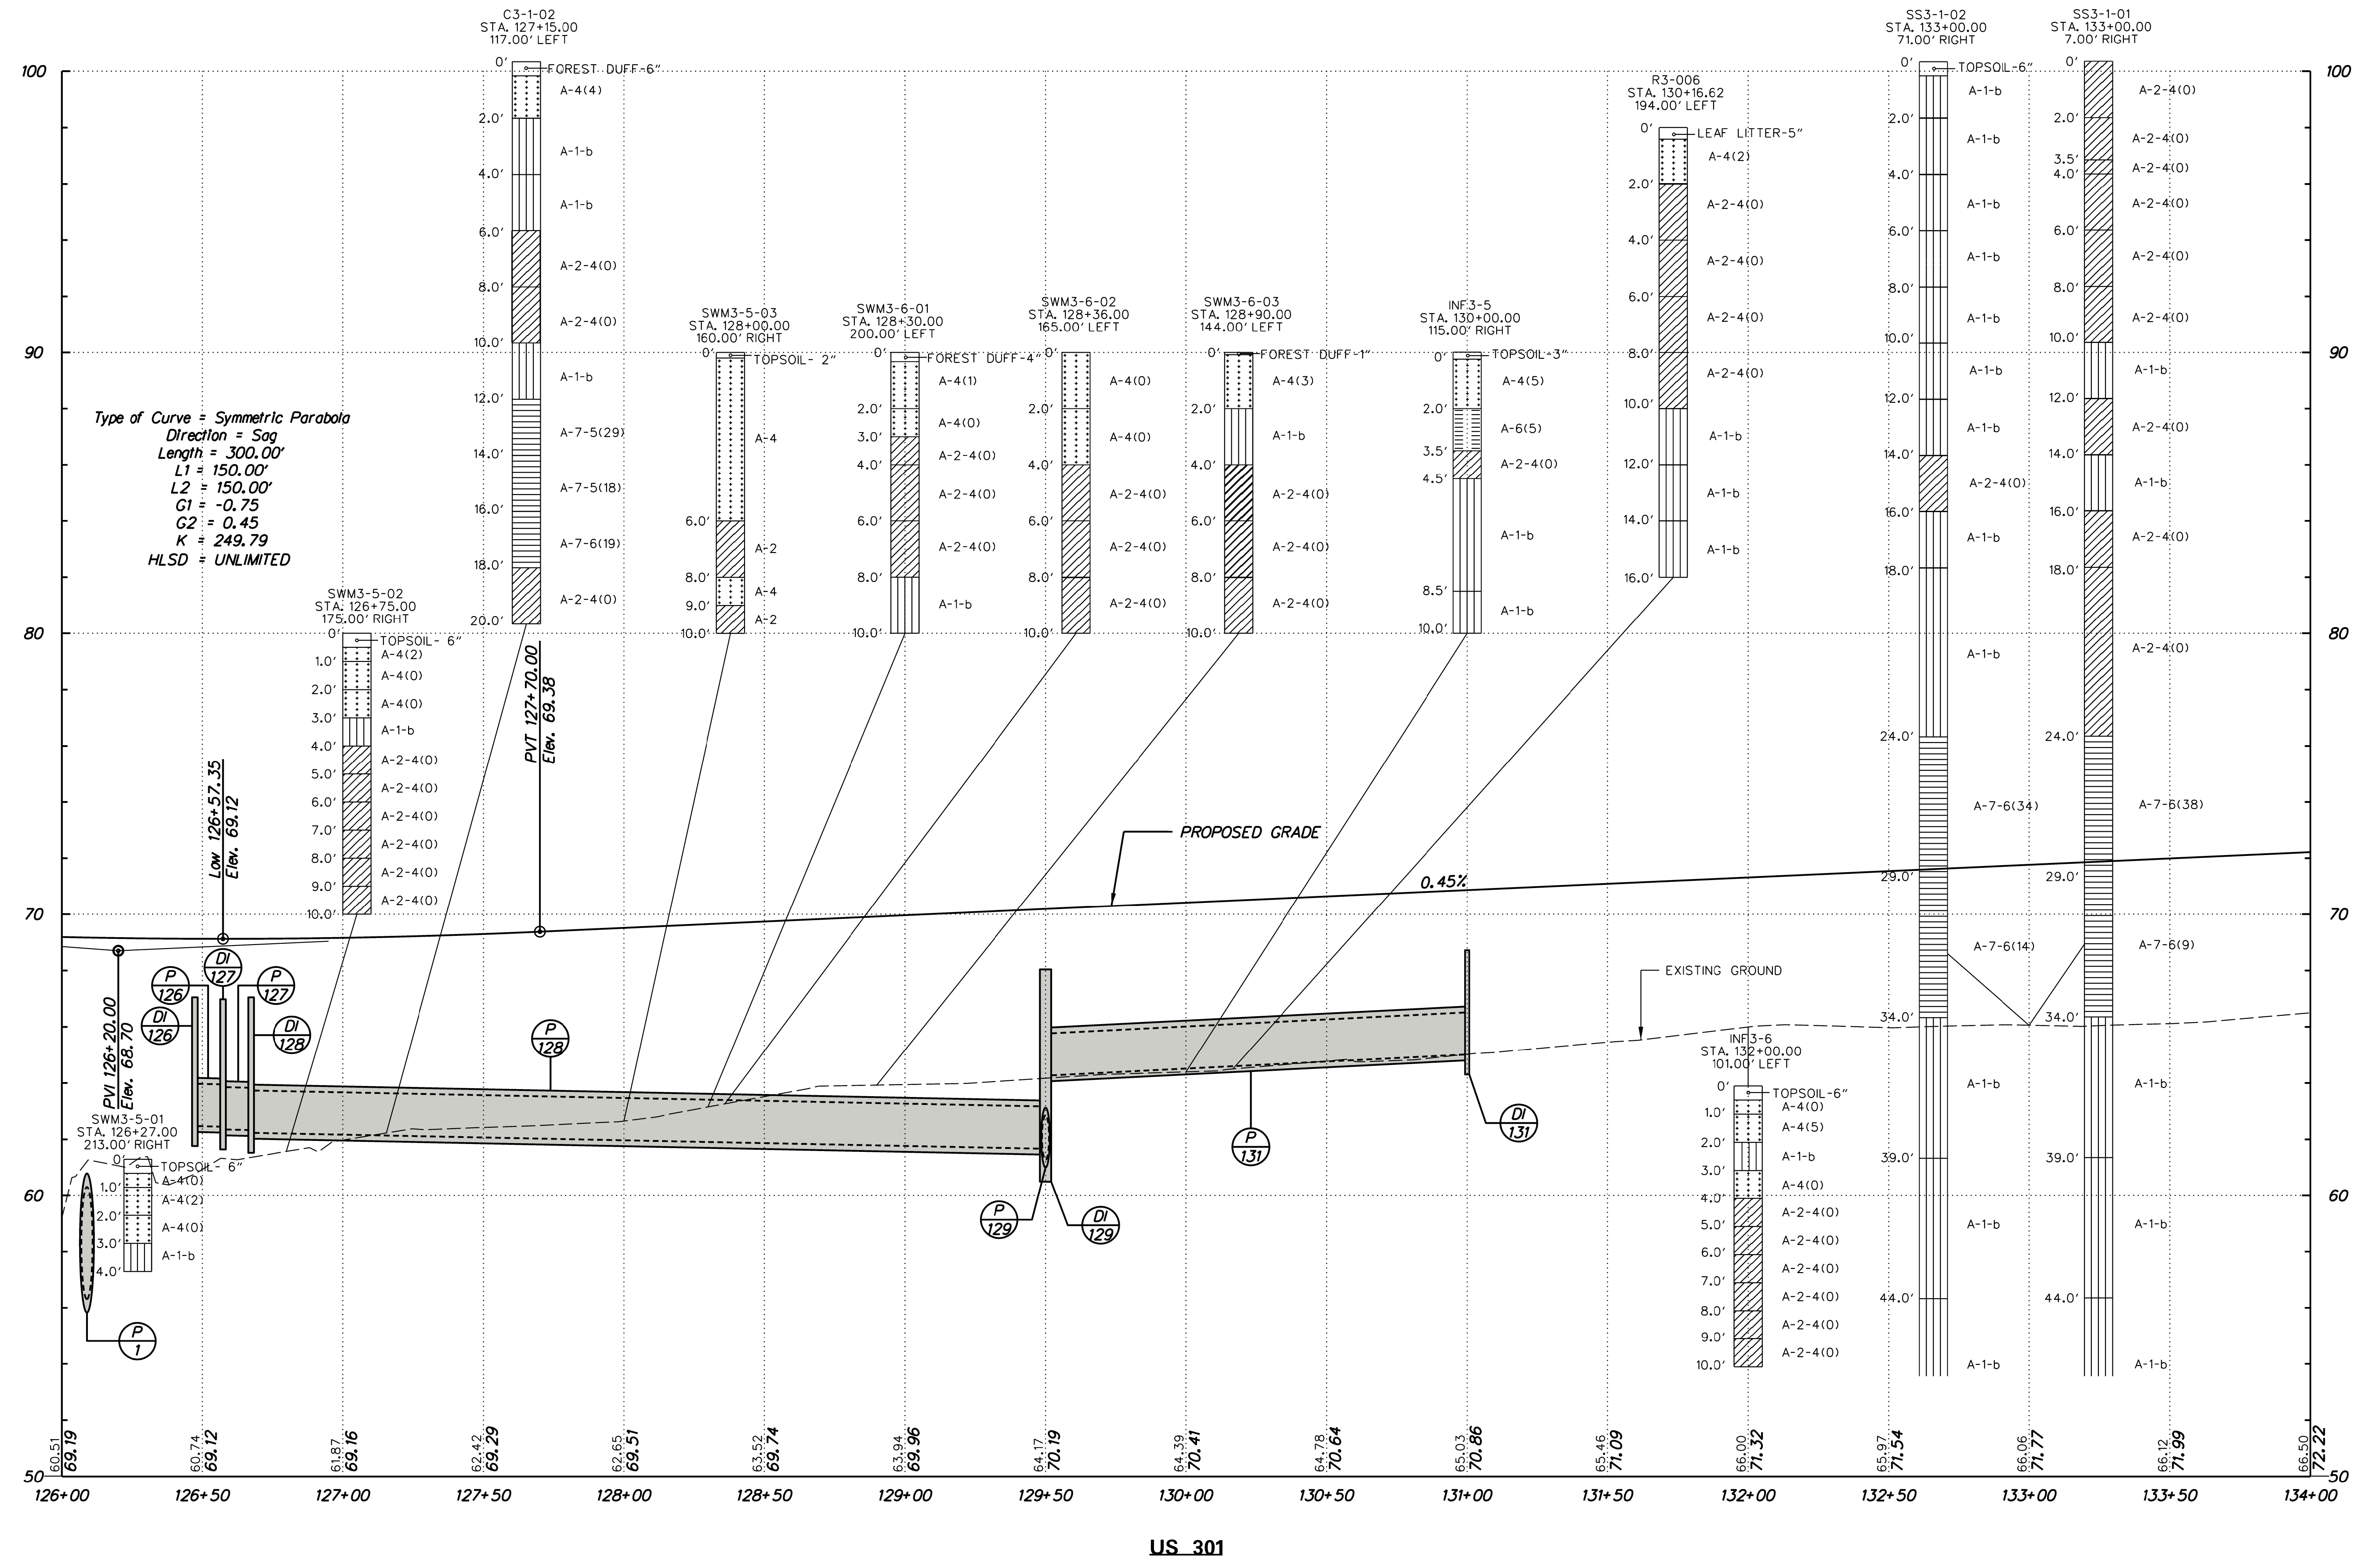 C3-1-02
STA. 127+15.00
117.00' LEFT
0'
FOREST DUFF-6"
A-4(4)
2.0'
A-1-b
4.0'
A-1-b
6.0'
A-2-4(0)
8.0'
A-2-4(0)
10.0'
A-1-b
12.0'
A-7-5(29)
14.0'
A-7-5(18)
16.0'
A-7-6(19)
18.0'
A-2-4(0)
20.0'
SS3-1-02
STA. 133+00.00
71.00' RIGHT
0'
TOPSOIL-6"
A-1-b
2.0'
A-1-b
4.0'
A-1-b
6.0'
A-1-b
8.0'
A-1-b
10.0'
A-1-b
12.0'
A-1-b
14.0'
A-2-4(0)
16.0'
A-1-b
18.0'
A-1-b
24.0'
A-7-6(34)
29.0'
A-7-6(14)
34.0'
A-1-b
39.0'
A-1-b
44.0'
A-1-b
SS3-1-01
STA. 133+00.00
7.00' RIGHT
0'
A-2-4(0)
2.0'
A-2-4(0)
3.5'
A-2-4(0)
4.0'
A-2-4(0)
6.0'
A-2-4(0)
8.0'
A-2-4(0)
10.0'
A-1-b
12.0'
A-2-4(0)
14.0'
A-1-b
16.0'
A-2-4(0)
18.0'
A-2-4(0)
24.0'
A-7-6(38)
29.0'
A-7-6(9)
34.0'
A-1-b
39.0'
A-1-b
44.0'
A-1-b
R3-006
STA. 130+16.62
194.00' LEFT
0'
LEAF LITTER-5"
A-4(2)
2.0'
A-2-4(0)
4.0'
A-2-4(0)
6.0'
A-2-4(0)
8.0'
A-2-4(0)
10.0'
A-1-b
12.0'
A-1-b
14.0'
A-1-b
16.0'
SWM3-5-03
STA. 128+00.00
160.00' RIGHT
0'
TOPSOIL- 2"
A-4
6.0'
A-2
8.0'
A-4
9.0'
A-2
10.0'
SWM3-6-01
STA. 128+30.00
200.00' LEFT
0'
FOREST DUFF-4"
A-4(1)
2.0'
A-4(0)
3.0'
A-2-4(0)
4.0'
A-2-4(0)
6.0'
A-2-4(0)
8.0'
A-1-b
10.0'
SWM3-6-02
STA. 128+36.00
165.00' LEFT
0'
A-4(0)
2.0'
A-4(0)
4.0'
A-2-4(0)
6.0'
A-2-4(0)
8.0'
A-2-4(0)
10.0'
SWM3-6-03
STA. 128+90.00
144.00' LEFT
0'
FOREST DUFF-1"
A-4(3)
2.0'
A-1-b
4.0'
A-2-4(0)
6.0'
A-2-4(0)
8.0'
A-2-4(0)
10.0'
INF3-5
STA. 130+00.00
115.00' RIGHT
0'
TOPSOIL-3"
A-4(5)
2.0'
A-6(5)
3.5'
A-2-4(0)
4.5'
A-1-b
8.5'
A-1-b
10.0'
Type of Curve = Symmetric Parabola
Direction = Sag
Length = 300.00'
L1 = 150.00'
L2 = 150.00'
G1 = -0.75
G2 = 0.45
K = 249.79
HLSD = UNLIMITED
SWM3-5-02
STA. 126+75.00
175.00' RIGHT
0'
TOPSOIL- 6"
A-4(2)
1.0'
A-4(0)
2.0'
A-4(0)
3.0'
A-1-b
4.0'
A-2-4(0)
5.0'
A-2-4(0)
6.0'
A-2-4(0)
7.0'
A-2-4(0)
8.0'
A-2-4(0)
9.0'
A-2-4(0)
10.0'
Low 126+57.35
Elev. 69.12
PVT 127+70.00
Elev. 69.38
PVI 126+20.00
Elev. 68.70
PROPOSED GRADE
0.45%
EXISTING GROUND
P
126
DI
127
P
127
DI
126
DI
128
P
128
P
129
DI
129
P
131
DI
131
P
1
SWM3-5-01
STA. 126+27.00
213.00' RIGHT
0'
TOPSOIL- 6"
A-4(0)
1.0'
A-4(2)
2.0'
A-4(0)
3.0'
A-1-b
4.0'
INF3-6
STA. 132+00.00
101.00' LEFT
0'
TOPSOIL-6"
A-4(0)
1.0'
A-4(5)
2.0'
A-1-b
3.0'
A-4(0)
4.0'
A-2-4(0)
5.0'
A-2-4(0)
6.0'
A-2-4(0)
7.0'
A-2-4(0)
8.0'
A-2-4(0)
9.0'
A-2-4(0)
10.0'
100
90
80
70
60
50
100
90
80
70
60
50
60.51
69.19
60.74
69.12
61.87
69.16
62.42
69.29
62.65
69.51
63.52
69.74
63.94
69.96
64.17
70.19
64.39
70.41
64.78
70.64
65.03
70.86
65.46
71.09
66.00
71.32
65.97
71.54
66.06
71.77
66.12
71.99
66.50
72.22
126+00 126+50 127+00 127+50 128+00 128+50 129+00 129+50 130+00 130+50 131+00 131+50 132+00 132+50 133+00 133+50 134+00
US 301